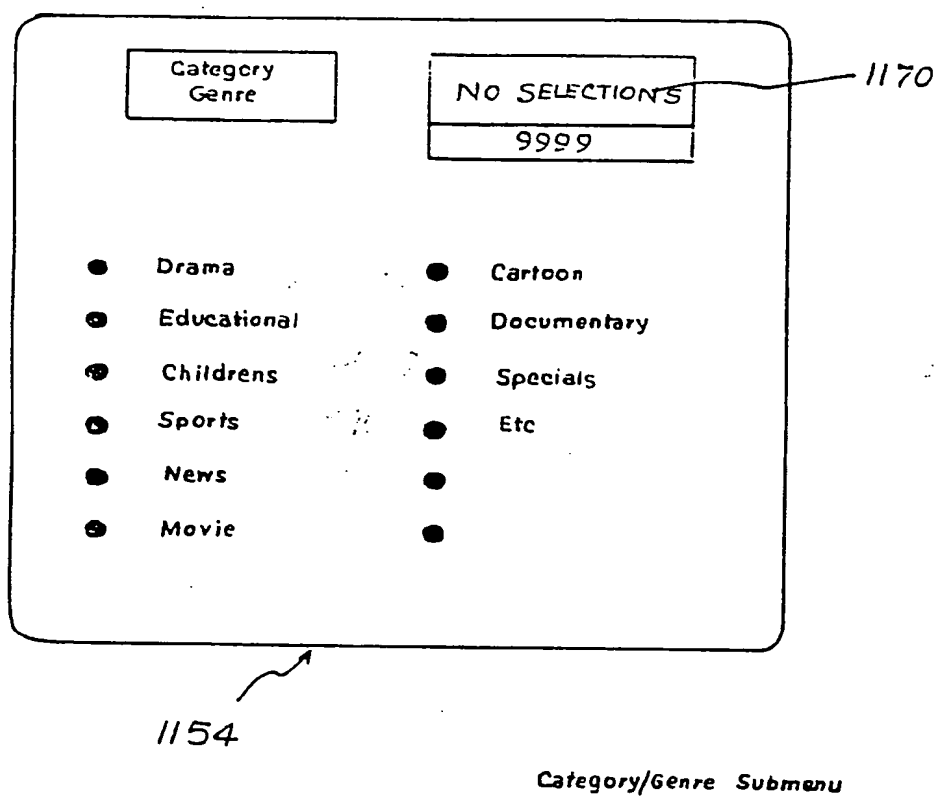 Category
Genre
NO SELECTIONS
1170
9999
Drama
Educational
Childrens
Sports
News
Movie
Cartoon
Documentary
Specials
Etc
1154
Category/Genre Submenu